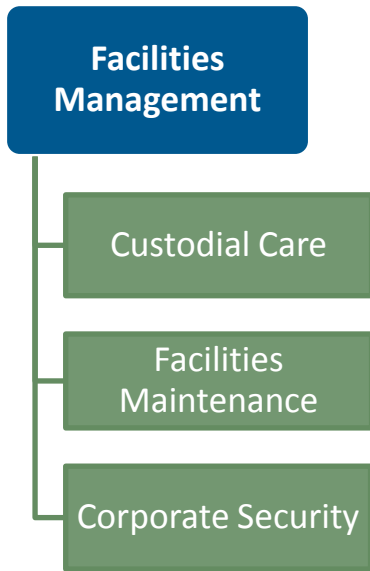 Facilities
Management
Custodial Care
Facilities
Maintenance
Corporate Security